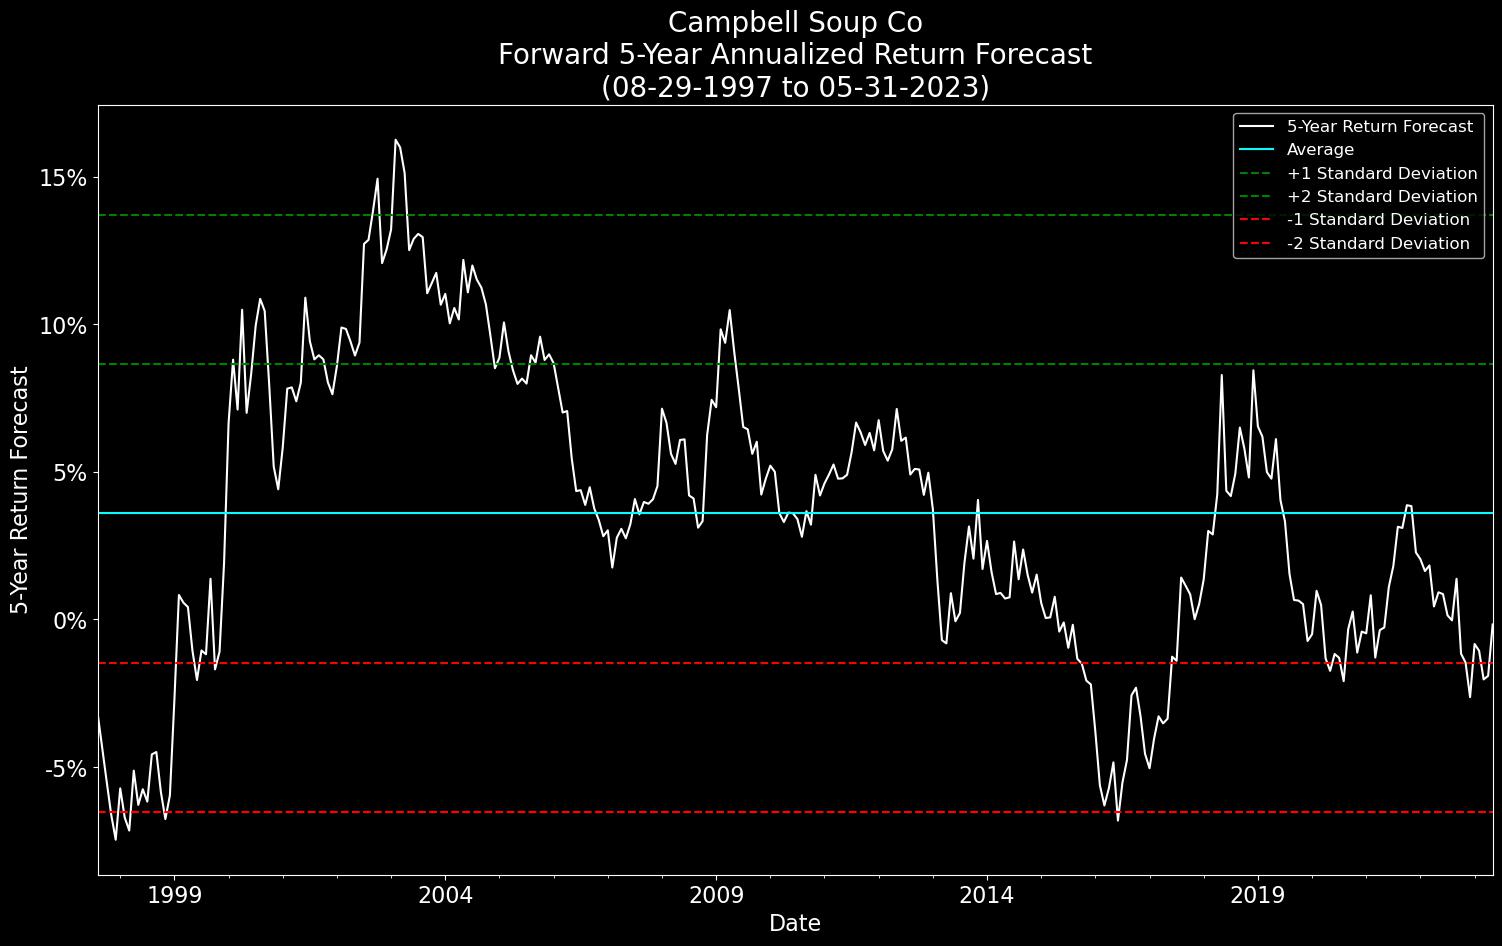 Campbell Soup Co
Forward 5-Year Annualized Return Forecast
(08-29-1997 to 05-31-2023)
5-Year Return Forecast
Average
+1 Standard Deviation
+2 Standard Deviation
-1 Standard Deviation
-2 Standard Deviation
15%
10%
5%
0%
-5%
5-Year Return Forecast
1999 2004 2009 2014 2019
Date